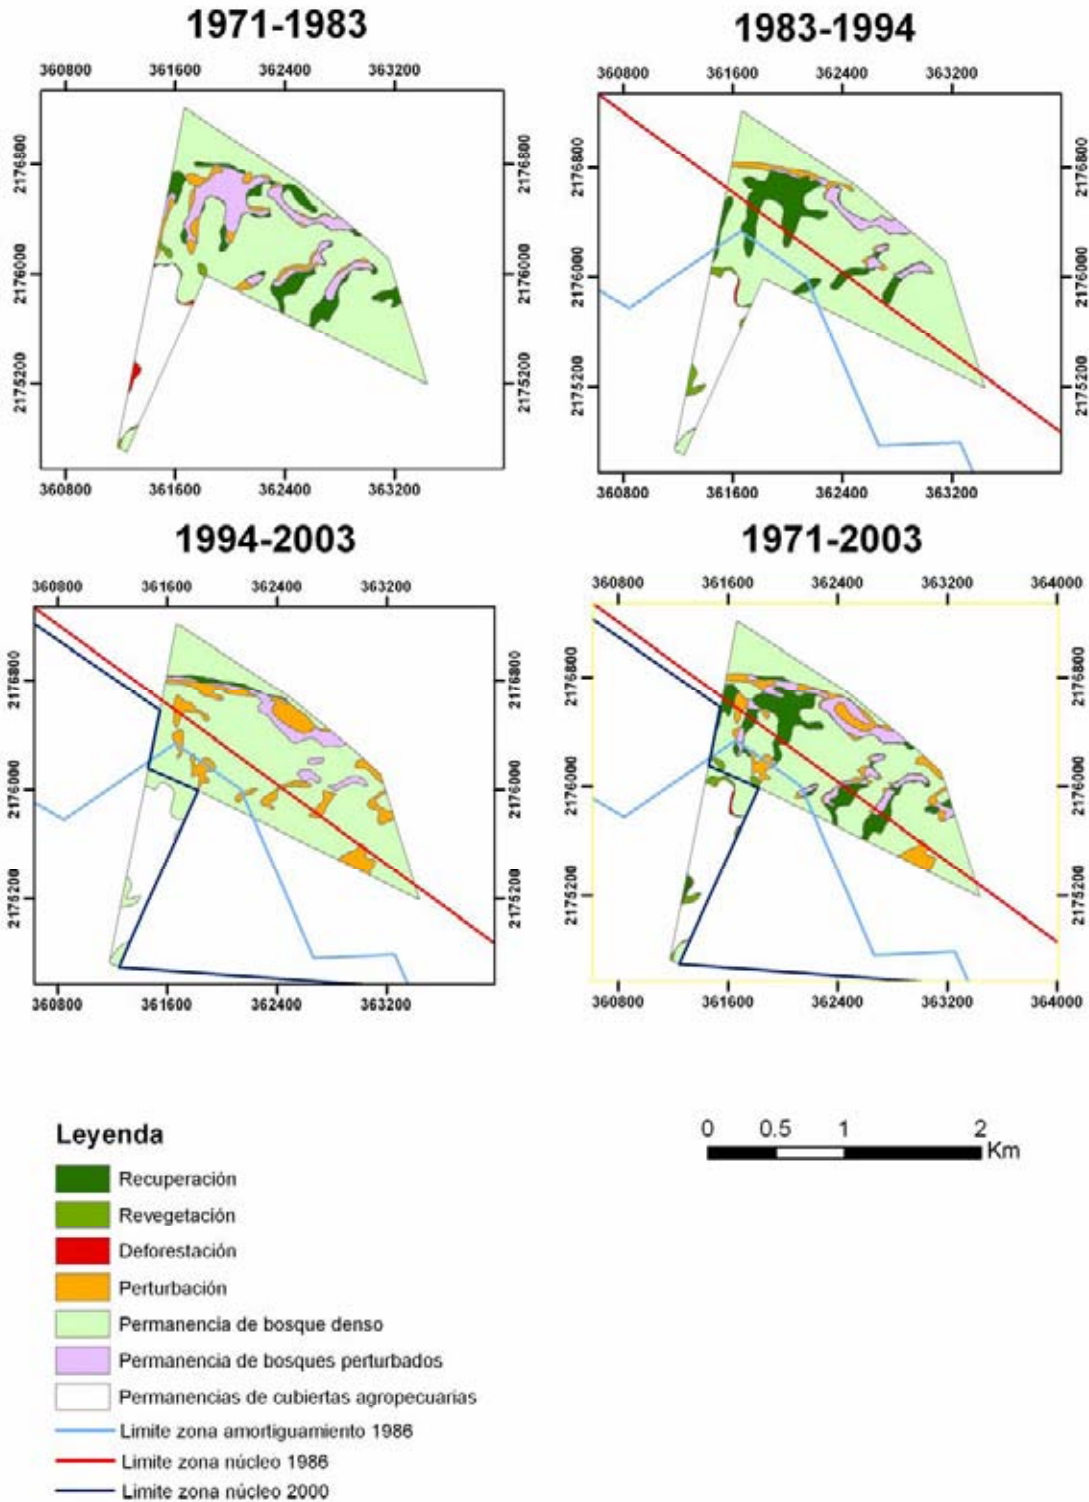 1971-1983
1983-1994
360800 361600 362400 363200
360800 361600 362400 363200
2176800
2176000
2175200
2176800
2176000
2175200
2176800
2176000
2175200
2176800
2176000
2175200
360800 361600 362400 363200
360800 361600 362400 363200
1994-2003
1971-2003
360800 361600 362400 363200
360800 361600 362400 363200 364000
2176800
2176000
2175200
2176800
2176000
2175200
2176800
2176000
2175200
2176800
2176000
2175200
360800 361600 362400 363200
360800 361600 362400 363200 364000
Leyenda
Recuperación
Revegetación
Deforestación
Perturbación
Permanencia de bosque denso
Permanencia de bosques perturbados
Permanencias de cubiertas agropecuarias
Limite zona amortiguamiento 1986
Limite zona núcleo 1986
Limite zona núcleo 2000
0 0.5 1 2
Km